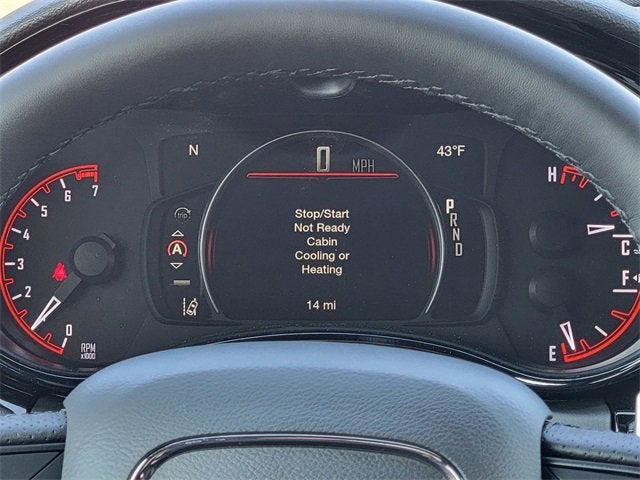 0 MPH
N
43°F
Stop/Start
Not Ready
Cabin
Cooling or
Heating
14 mi
trip
A
P
R
N
D
7
6
5
4
3
2
0
RPM
x1000
H
C
F
E